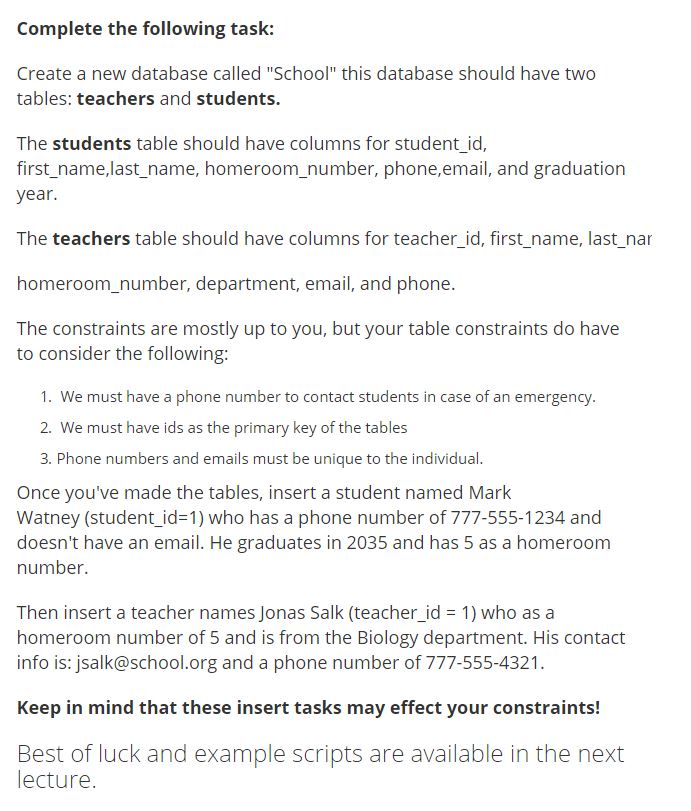 Complete the following task:
Create a new database called "School" this database should have two
tables: teachers and students.
The students table should have columns for student_id,
first_name,last_name, homeroom_number, phone,email, and graduation
year.
The teachers table should have columns for teacher_id, first_name, last_nar
homeroom_number, department, email, and phone.
The constraints are mostly up to you, but your table constraints do have
to consider the following:
1. We must have a phone number to contact students in case of an emergency.
2. We must have ids as the primary key of the tables
3. Phone numbers and emails must be unique to the individual.
Once you've made the tables, insert a student named Mark
Watney (student_id=1) who has a phone number of 777-555-1234 and
doesn't have an email. He graduates in 2035 and has 5 as a homeroom
number.
Then insert a teacher names Jonas Salk (teacher_id = 1) who as a
homeroom number of 5 and is from the Biology department. His contact
info is: jsalk@school.org and a phone number of 777-555-4321.
Keep in mind that these insert tasks may effect your constraints!
Best of luck and example scripts are available in the next
lecture.